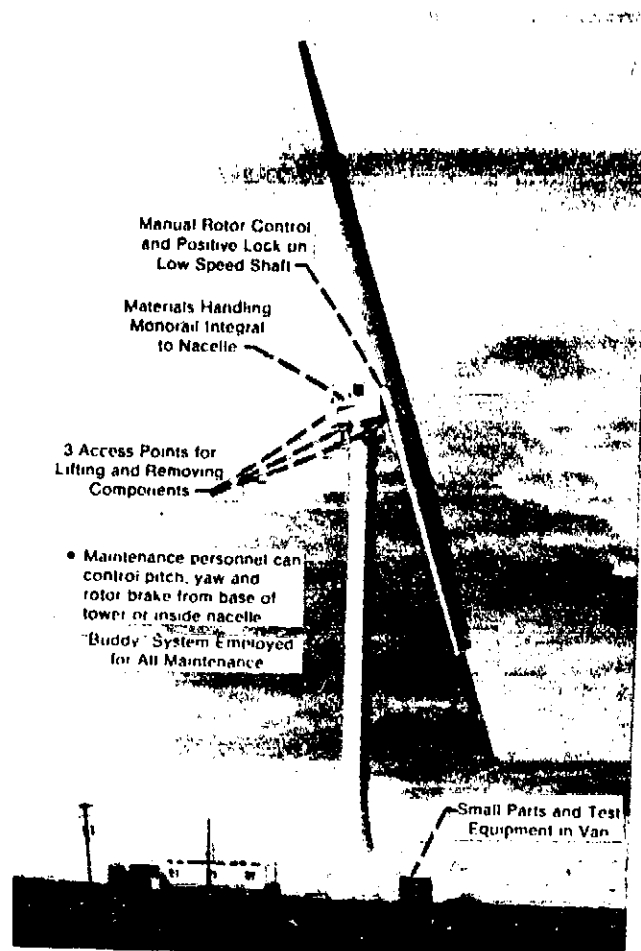 Manual Rotor Control
and Positive Lock on
Low Speed Shaft
Materials Handling
Monorail Integral
to Nacelle
3 Access Points for
Lifting and Removing
Components
• Maintenance personnel can
control pitch, yaw and
rotor brake from base of
tower or inside nacelle
"Buddy" System Employed
for All Maintenance
Small Parts and Test
Equipment in Van